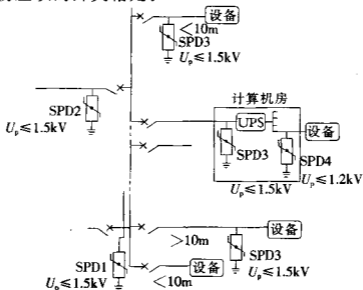 设备
<10m
SPD3
Up≤1.5kV
SPD2
Up≤1.5kV
计算机房
UPS
设备
SPD3
SPD4
Up≤1.5kV
Up≤1.2kV
设备
>10m
SPD3
Up≤1.5kV
SPD1
Up≤1.5kV
设备
<10m